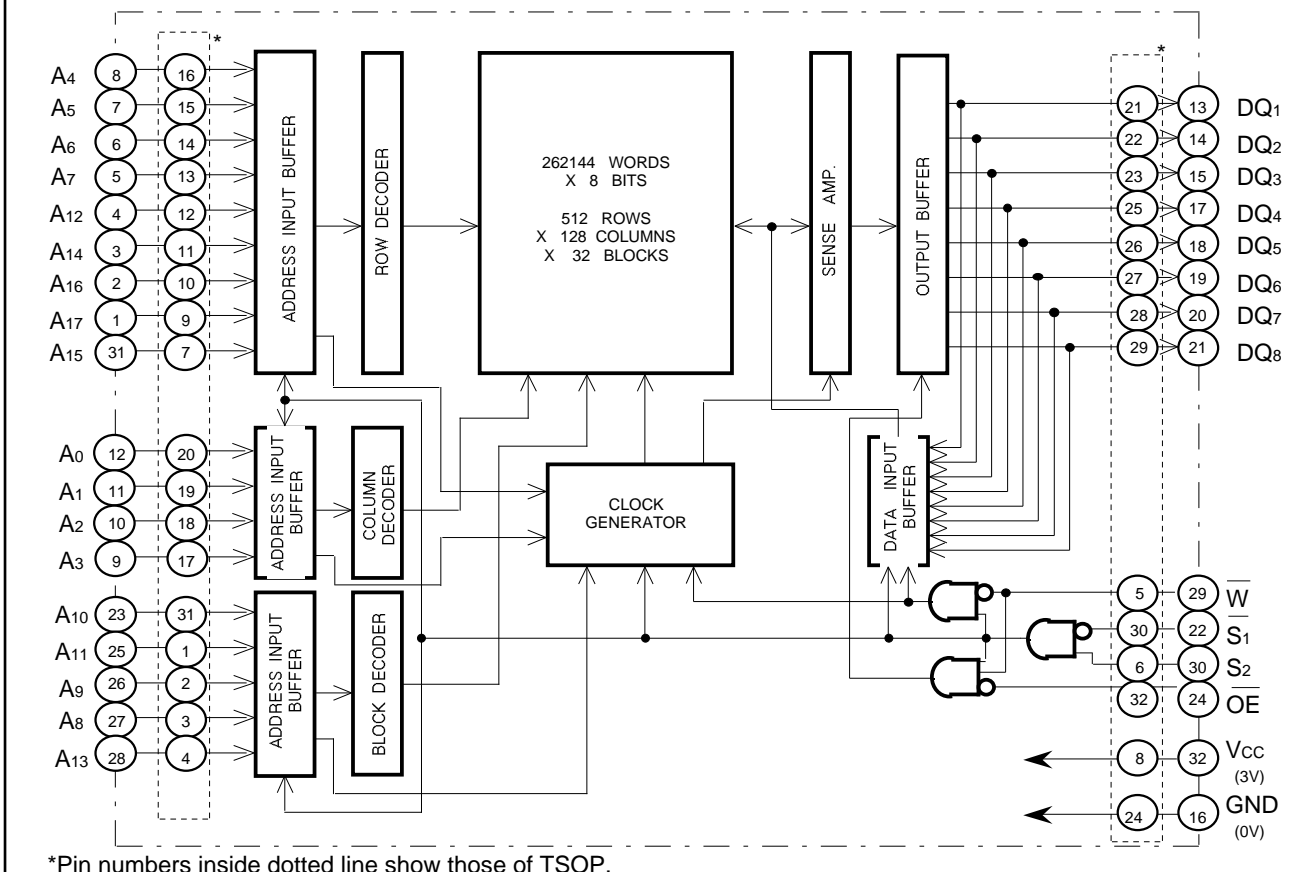 *
*
A4 8 16
A5 7 15
A6 6 14
A7 5 13
A12 4 12
A14 3 11
A16 2 10
A17 1 9
A15 31 7
ADDRESS INPUT BUFFER
ROW DECODER
262144 WORDS
X 8 BITS
512 ROWS
X 128 COLUMNS
X 32 BLOCKS
SENSE AMP.
OUTPUT BUFFER
21 13 DQ1
22 14 DQ2
23 15 DQ3
25 17 DQ4
26 18 DQ5
27 19 DQ6
28 20 DQ7
29 21 DQ8
A0 12 20
A1 11 19
A2 10 18
A3 9 17
ADDRESS INPUT
BUFFER
COLUMN
DECODER
CLOCK
GENERATOR
DATA INPUT
BUFFER
A10 23 31
A11 25 1
A9 26 2
A8 27 3
A13 28 4
ADDRESS INPUT
BUFFER
BLOCK DECODER
5 29 W̅
30 22 S̅1
6 30 S2
32 24 O̅E̅
8 32 VCC
(3V)
24 16 GND
(0V)
*Pin numbers inside dotted line show those of TSOP.